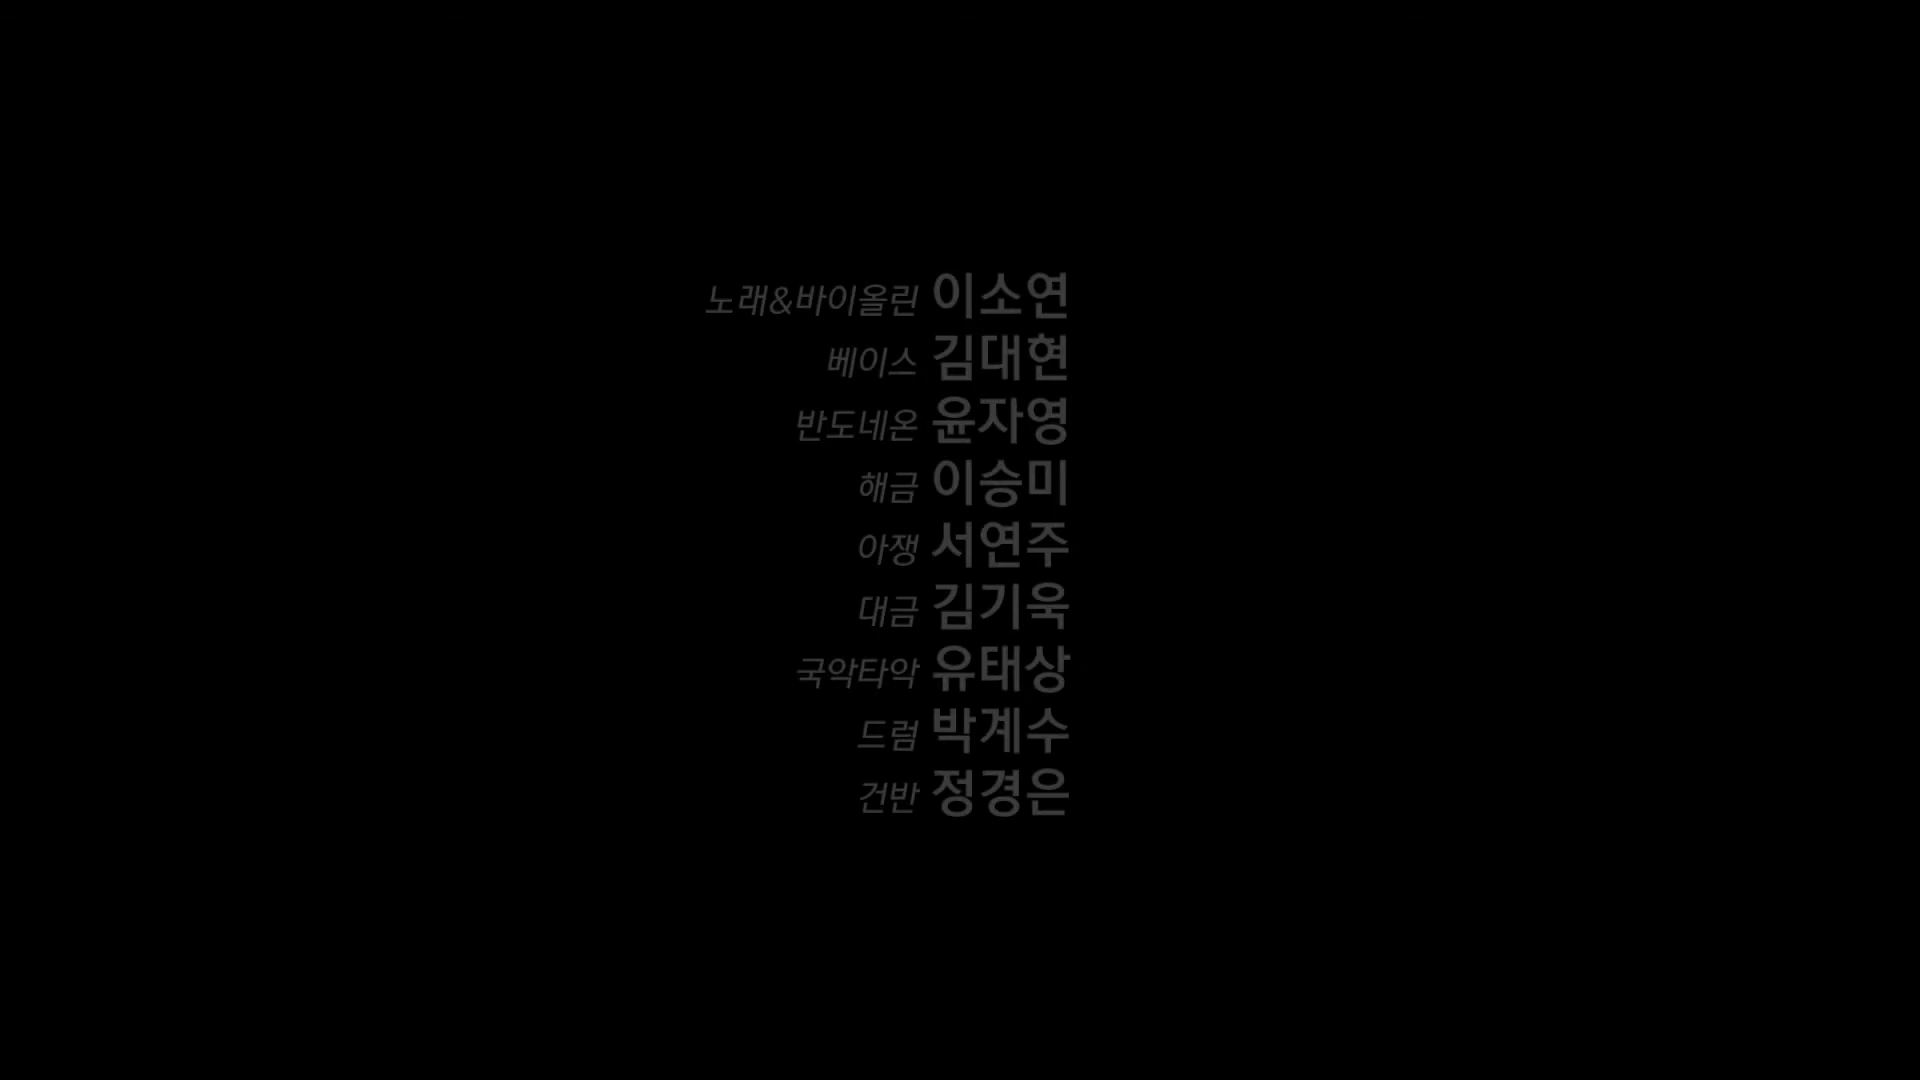 노래&바이올린 이소연
베이스 김대현
반도네온 윤자영
해금 이승미
아쟁 서연주
대금 김기욱
국악타악 유태상
드럼 박계수
건반 정경은